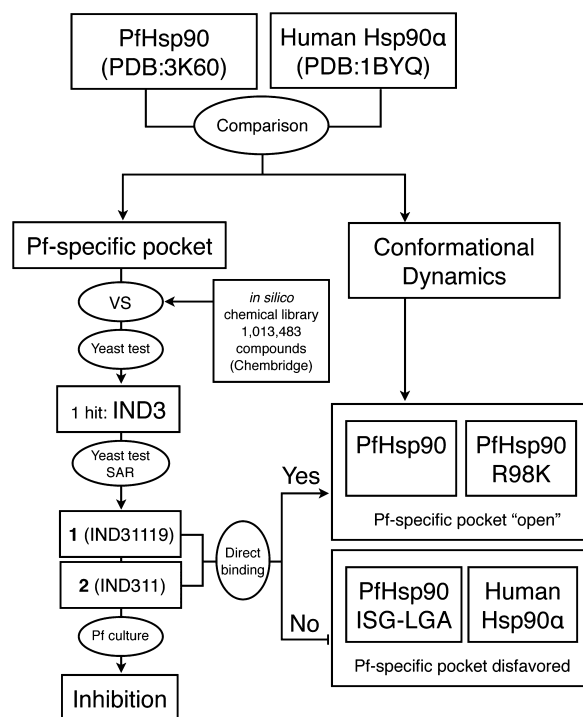 PfHsp90
(PDB:3K60)
Human Hsp90α
(PDB:1BYQ)
Comparison
Pf-specific pocket
Conformational
Dynamics
VS
in silico
chemical library
1,013,483
compounds
(Chembridge)
Yeast test
1 hit: IND3
Yeast test
SAR
1 (IND31119)
2 (IND311)
Direct
binding
Yes
No
PfHsp90
PfHsp90
R98K
Pf-specific pocket “open”
PfHsp90
ISG-LGA
Human
Hsp90α
Pf-specific pocket disfavored
Pf culture
Inhibition